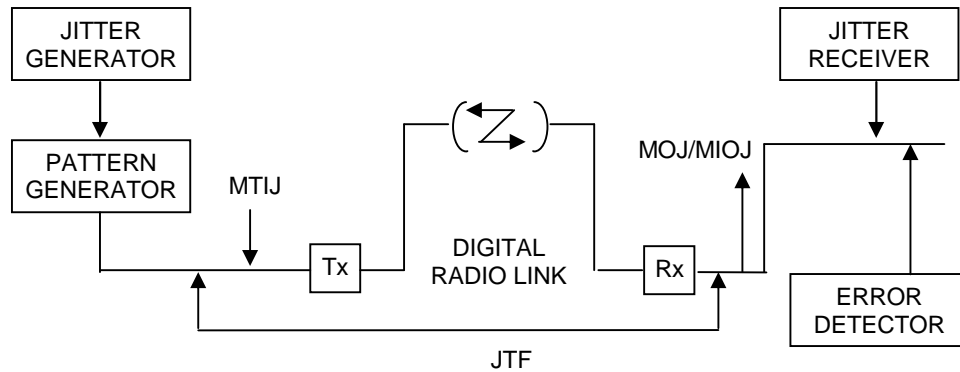 JITTER
GENERATOR
JITTER
RECEIVER
PATTERN
GENERATOR
MTIJ
MOJ/MIOJ
Tx
DIGITAL
RADIO LINK
Rx
ERROR
DETECTOR
JTF